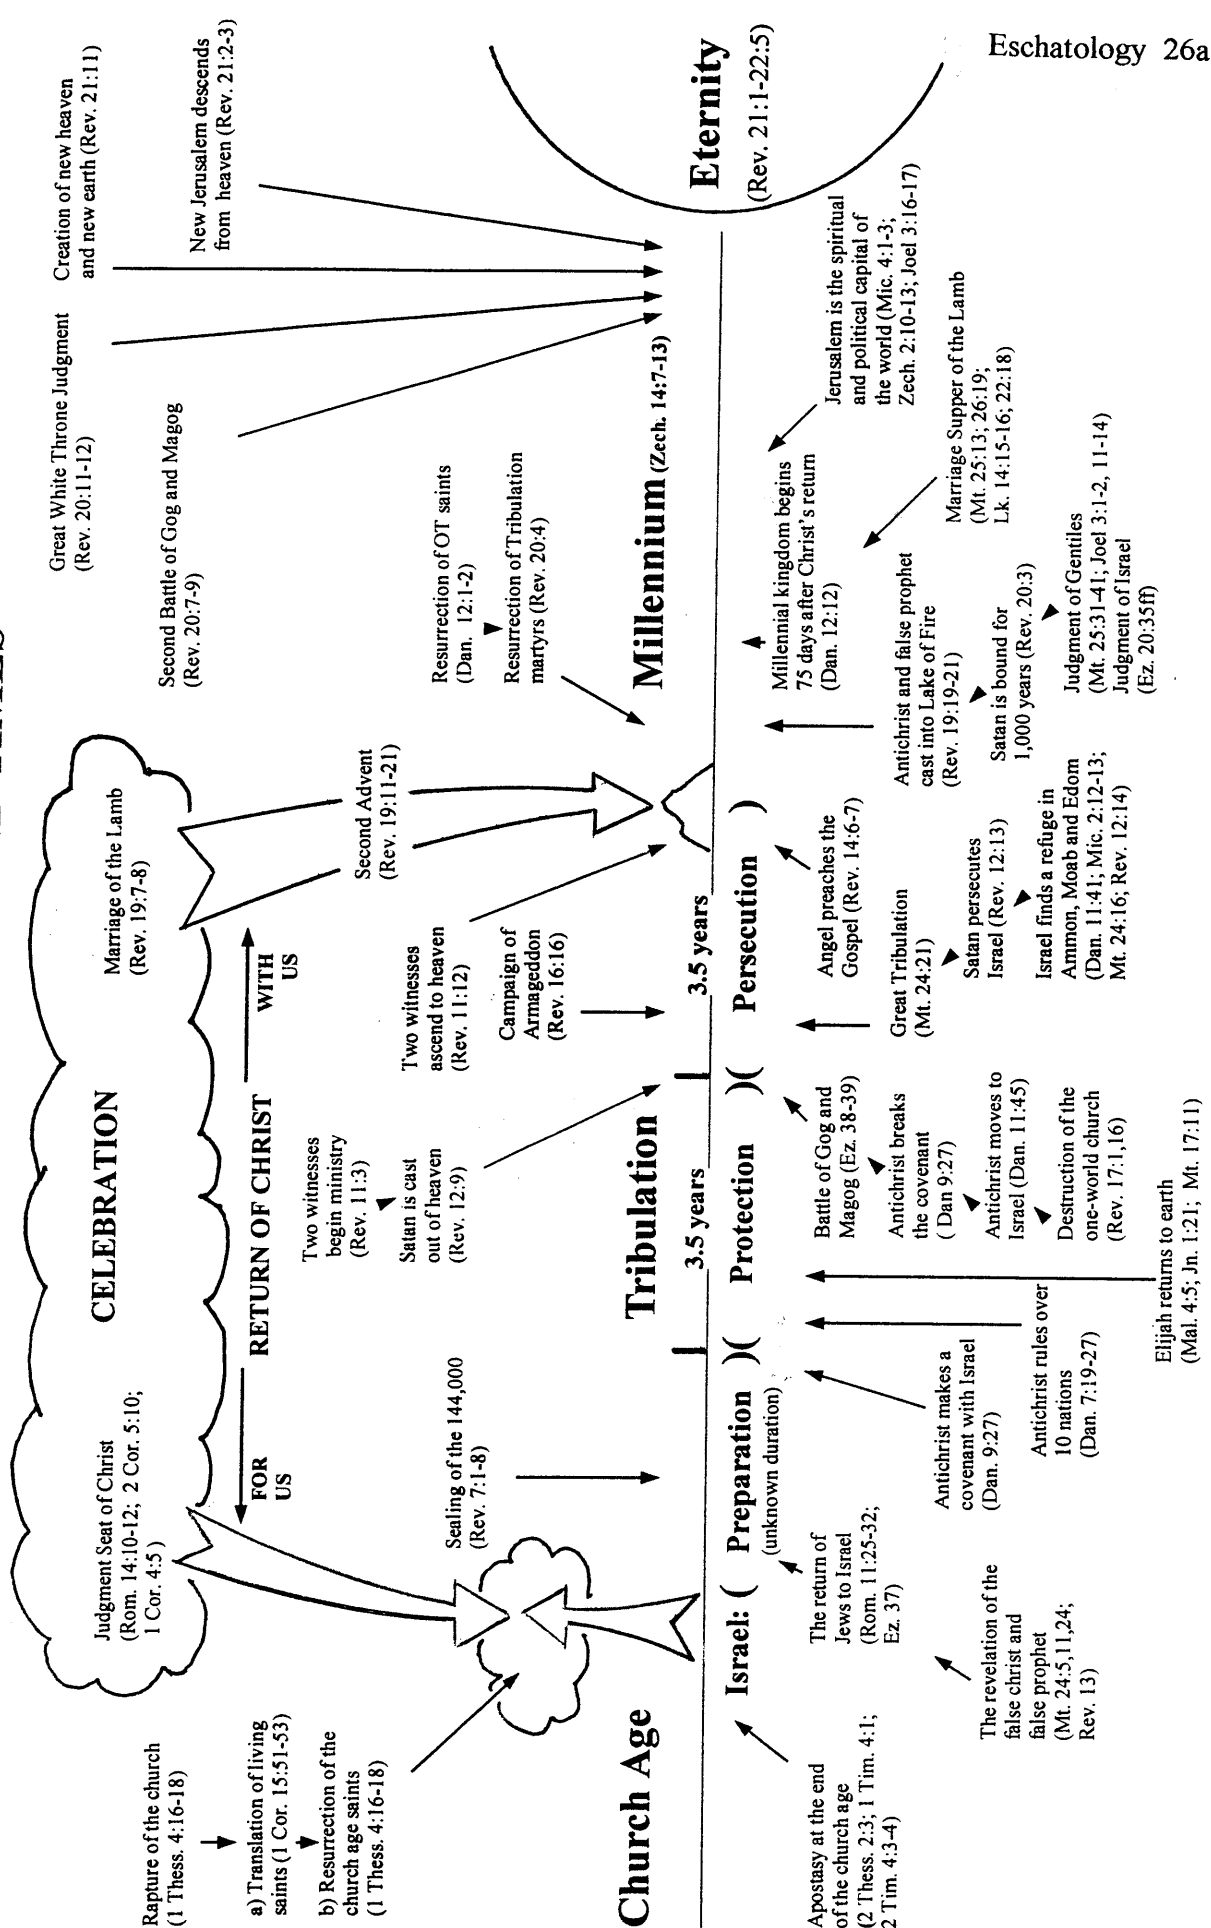 Eschatology 26a
Rapture of the church
(1 Thess. 4:16-18)
a) Translation of living
saints (1 Cor. 15:51-53)
b) Resurrection of the
church age saints
(1 Thess. 4:16-18)
Judgment Seat of Christ
(Rom. 14:10-12; 2 Cor. 5:10;
1 Cor. 4:5)
CELEBRATION
Marriage of the Lamb
(Rev. 19:7-8)
FOR
US
RETURN OF CHRIST
WITH
US
Second Advent
(Rev. 19:11-21)
Sealing of the 144,000
(Rev. 7:1-8)
Two witnesses
begin ministry
(Rev. 11:3)
Satan is cast
out of heaven
(Rev. 12:9)
Two witnesses
ascend to heaven
(Rev. 11:12)
Campaign of
Armageddon
(Rev. 16:16)
Resurrection of OT saints
(Dan. 12:1-2)
Resurrection of Tribulation
martyrs (Rev. 20:4)
Second Battle of Gog and Magog
(Rev. 20:7-9)
Great White Throne Judgment
(Rev. 20:11-12)
Creation of new heaven
and new earth (Rev. 21:11)
New Jerusalem descends
from heaven (Rev. 21:2-3)
Church Age
Tribulation
3.5 years
3.5 years
Millennium (Zech. 14:7-13)
Eternity
(Rev. 21:1-22:5)
Israel: ( Preparation )( Protection )( Persecution )
(unknown duration)
Apostasy at the end
of the church age
(2 Thess. 2:3; 1 Tim. 4:1;
2 Tim. 4:3-4)
The return of
Jews to Israel
(Rom. 11:25-32;
Ez. 37)
The revelation of the
false christ and
false prophet
(Mt. 24:5,11,24;
Rev. 13)
Antichrist makes a
covenant with Israel
(Dan. 9:27)
Antichrist rules over
10 nations
(Dan. 7:19-27)
Elijah returns to earth
(Mal. 4:5; Jn. 1:21; Mt. 17:11)
Battle of Gog and
Magog (Ez. 38-39)
Antichrist breaks
the covenant
( Dan 9:27)
Antichrist moves to
Israel (Dan. 11:45)
Destruction of the
one-world church
(Rev. 17:1,16)
Great Tribulation
(Mt. 24:21)
Satan persecutes
Israel (Rev. 12:13)
Israel finds a refuge in
Ammon, Moab and Edom
(Dan. 11:41; Mic. 2:12-13;
Mt. 24:16; Rev. 12:14)
Angel preaches the
Gospel (Rev. 14:6-7)
Antichrist and false prophet
cast into Lake of Fire
(Rev. 19:19-21)
Satan is bound for
1,000 years (Rev. 20:3)
Judgment of Gentiles
(Mt. 25:31-41; Joel 3:1-2, 11-14)
Judgment of Israel
(Ez. 20:35ff)
Millennial kingdom begins
75 days after Christ's return
(Dan. 12:12)
Marriage Supper of the Lamb
(Mt. 25:13; 26:19;
Lk. 14:15-16; 22:18)
Jerusalem is the spiritual
and political capital of
the world (Mic. 4:1-3;
Zech. 2:10-13; Joel 3:16-17)